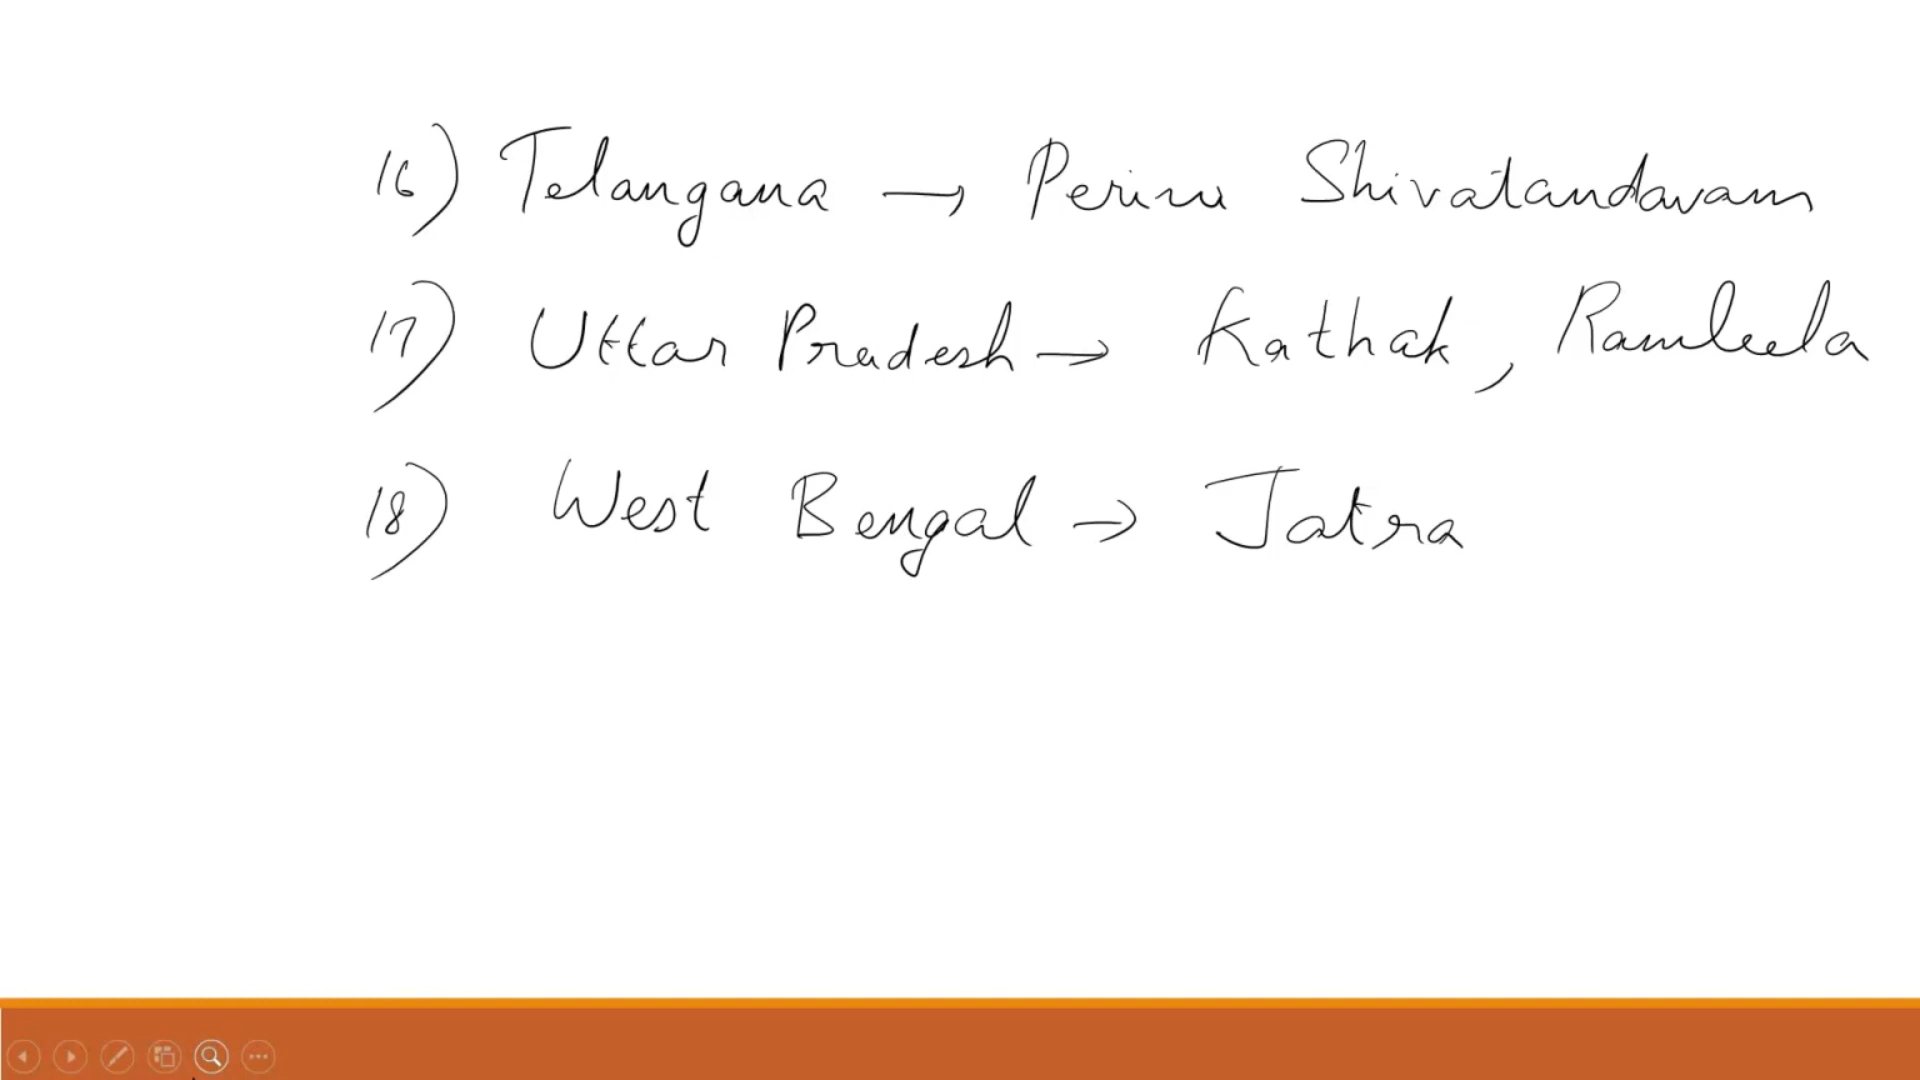 16) Telangana → Perini Shivatandavam
17) Uttar Pradesh → Kathak, Ramleela
18) West Bengal → Jatra